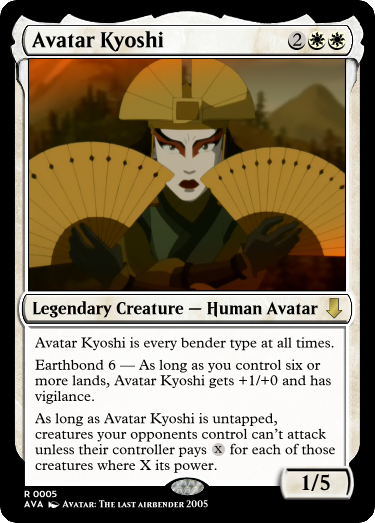 Avatar Kyoshi 2
Legendary Creature — Human Avatar
Avatar Kyoshi is every bender type at all times.
Earthbond 6 — As long as you control six or
more lands, Avatar Kyoshi gets +1/+0 and has
vigilance.
As long as Avatar Kyoshi is untapped,
creatures your opponents control can't attack
unless their controller pays X for each of those
creatures where X its power.
1/5
R 0005
AVA Avatar: The last airbender 2005